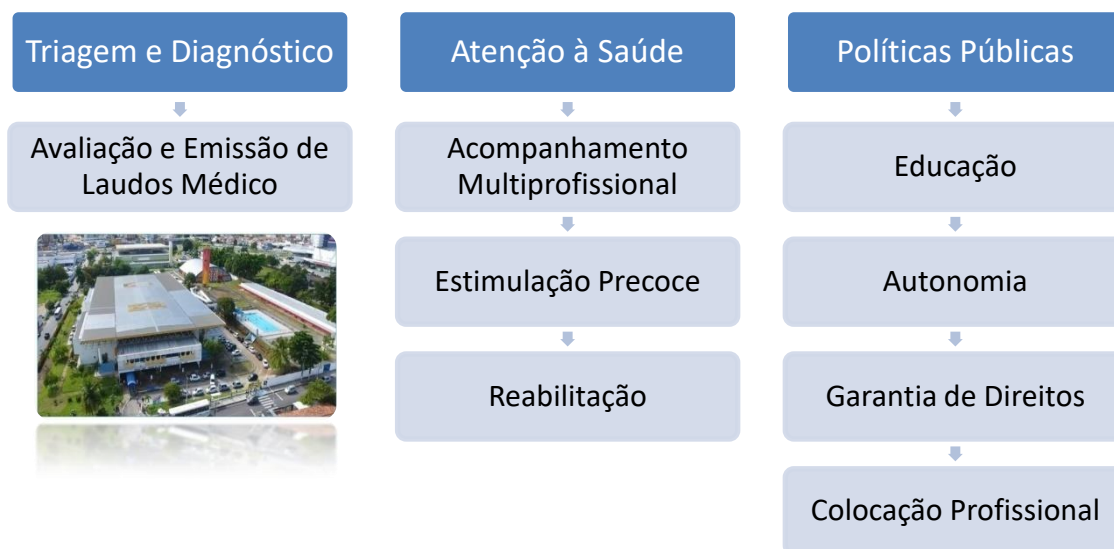 Triagem e Diagnóstico
Avaliação e Emissão de
Laudos Médico
Atenção à Saúde
Acompanhamento
Multiprofissional
Estimulação Precoce
Reabilitação
Políticas Públicas
Educação
Autonomia
Garantia de Direitos
Colocação Profissional